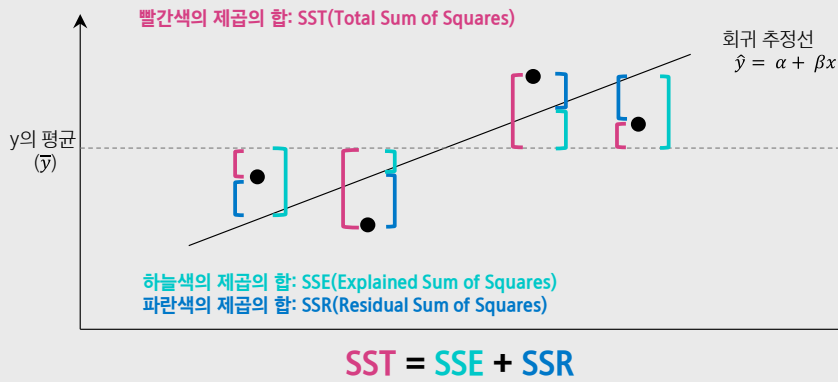 빨간색의 제곱의 합: SST(Total Sum of Squares)
회귀 추정선
ŷ = α + βx
y의 평균
(ȳ)
하늘색의 제곱의 합: SSE(Explained Sum of Squares)
파란색의 제곱의 합: SSR(Residual Sum of Squares)
SST = SSE + SSR